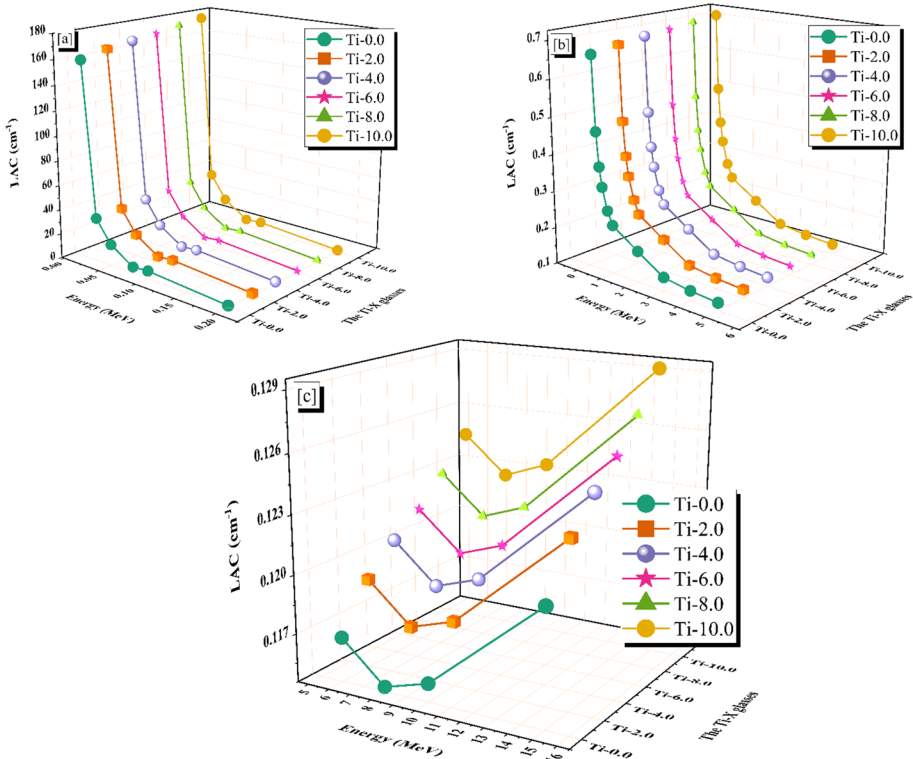 [a]
LAC (cm⁻¹)
180
160
140
120
100
80
60
40
20
0
0.00
0.05
0.10
0.15
0.20
Energy (MeV)
Ti-0.0
Ti-2.0
Ti-4.0
Ti-6.0
Ti-8.0
Ti-10.0
The Ti-X glasses
Ti-0.0
Ti-2.0
Ti-4.0
Ti-6.0
Ti-8.0
Ti-10.0
[b]
LAC (cm⁻¹)
0.7
0.6
0.5
0.4
0.3
0.2
0.1
0
1
2
3
4
5
6
Energy (MeV)
Ti-0.0
Ti-2.0
Ti-4.0
Ti-6.0
Ti-8.0
Ti-10.0
The Ti-X glasses
Ti-0.0
Ti-2.0
Ti-4.0
Ti-6.0
Ti-8.0
Ti-10.0
[c]
LAC (cm⁻¹)
0.129
0.126
0.123
0.120
0.117
5
6
7
8
9
10
11
12
13
14
15
16
Energy (MeV)
Ti-0.0
Ti-2.0
Ti-4.0
Ti-6.0
Ti-8.0
Ti-10.0
The Ti-X glasses
Ti-0.0
Ti-2.0
Ti-4.0
Ti-6.0
Ti-8.0
Ti-10.0